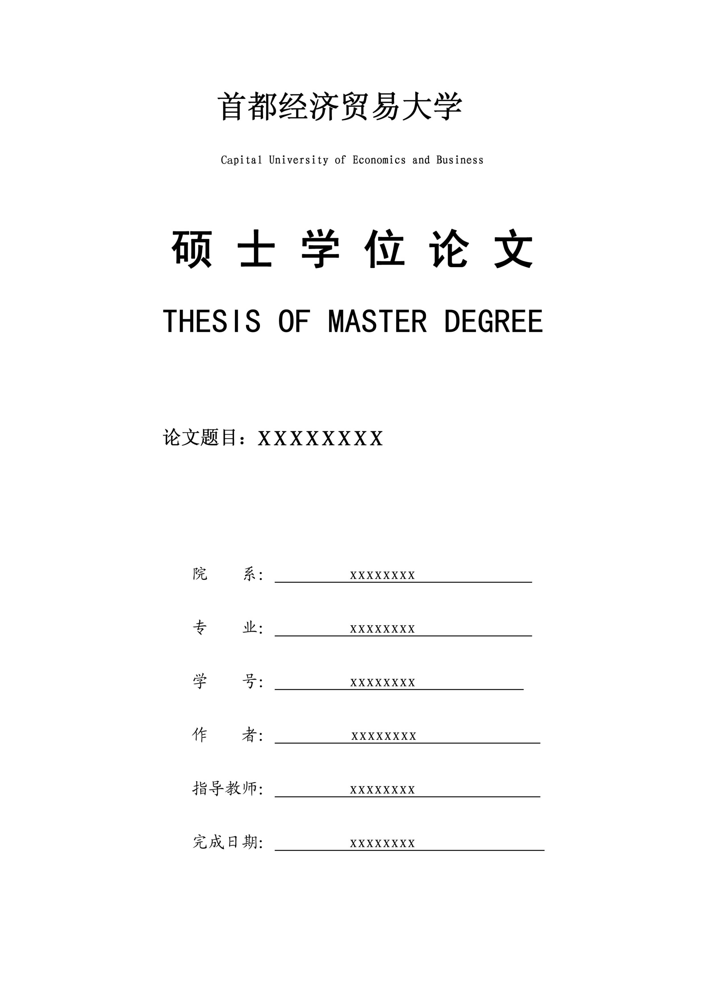 首都经济贸易大学
Capital University of Economics and Business
硕士学位论文
THESIS OF MASTER DEGREE
论文题目：XXXXXXXX
院 系：xxxxxxxx
专 业：xxxxxxxx
学 号：xxxxxxxx
作 者：xxxxxxxx
指导教师：xxxxxxxx
完成日期：xxxxxxxx